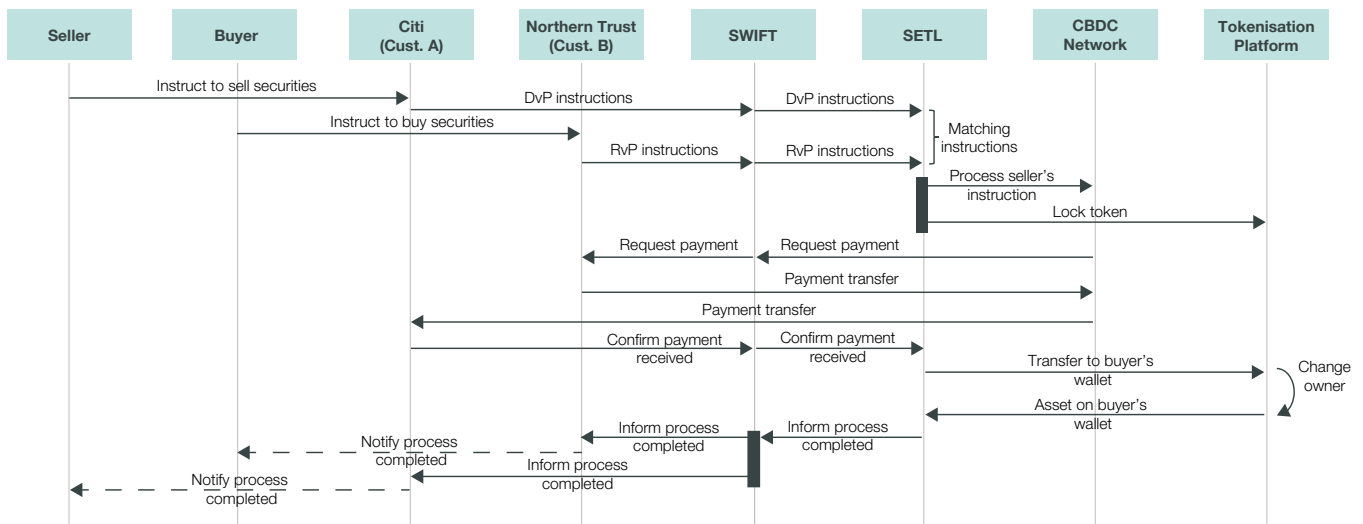 Seller
Buyer
Citi
(Cust. A)
Northern Trust
(Cust. B)
SWIFT
SETL
CBDC
Network
Tokenisation
Platform
Instruct to sell securities
DvP instructions
DvP instructions
Instruct to buy securities
Matching
instructions
RvP instructions
RvP instructions
Process seller's
instruction
Lock token
Request payment
Request payment
Payment transfer
Payment transfer
Confirm payment
received
Confirm payment
received
Transfer to buyer's
wallet
Change
owner
Asset on buyer's
wallet
Inform process
completed
Inform process
completed
Notify process
completed
Inform process
completed
Notify process
completed